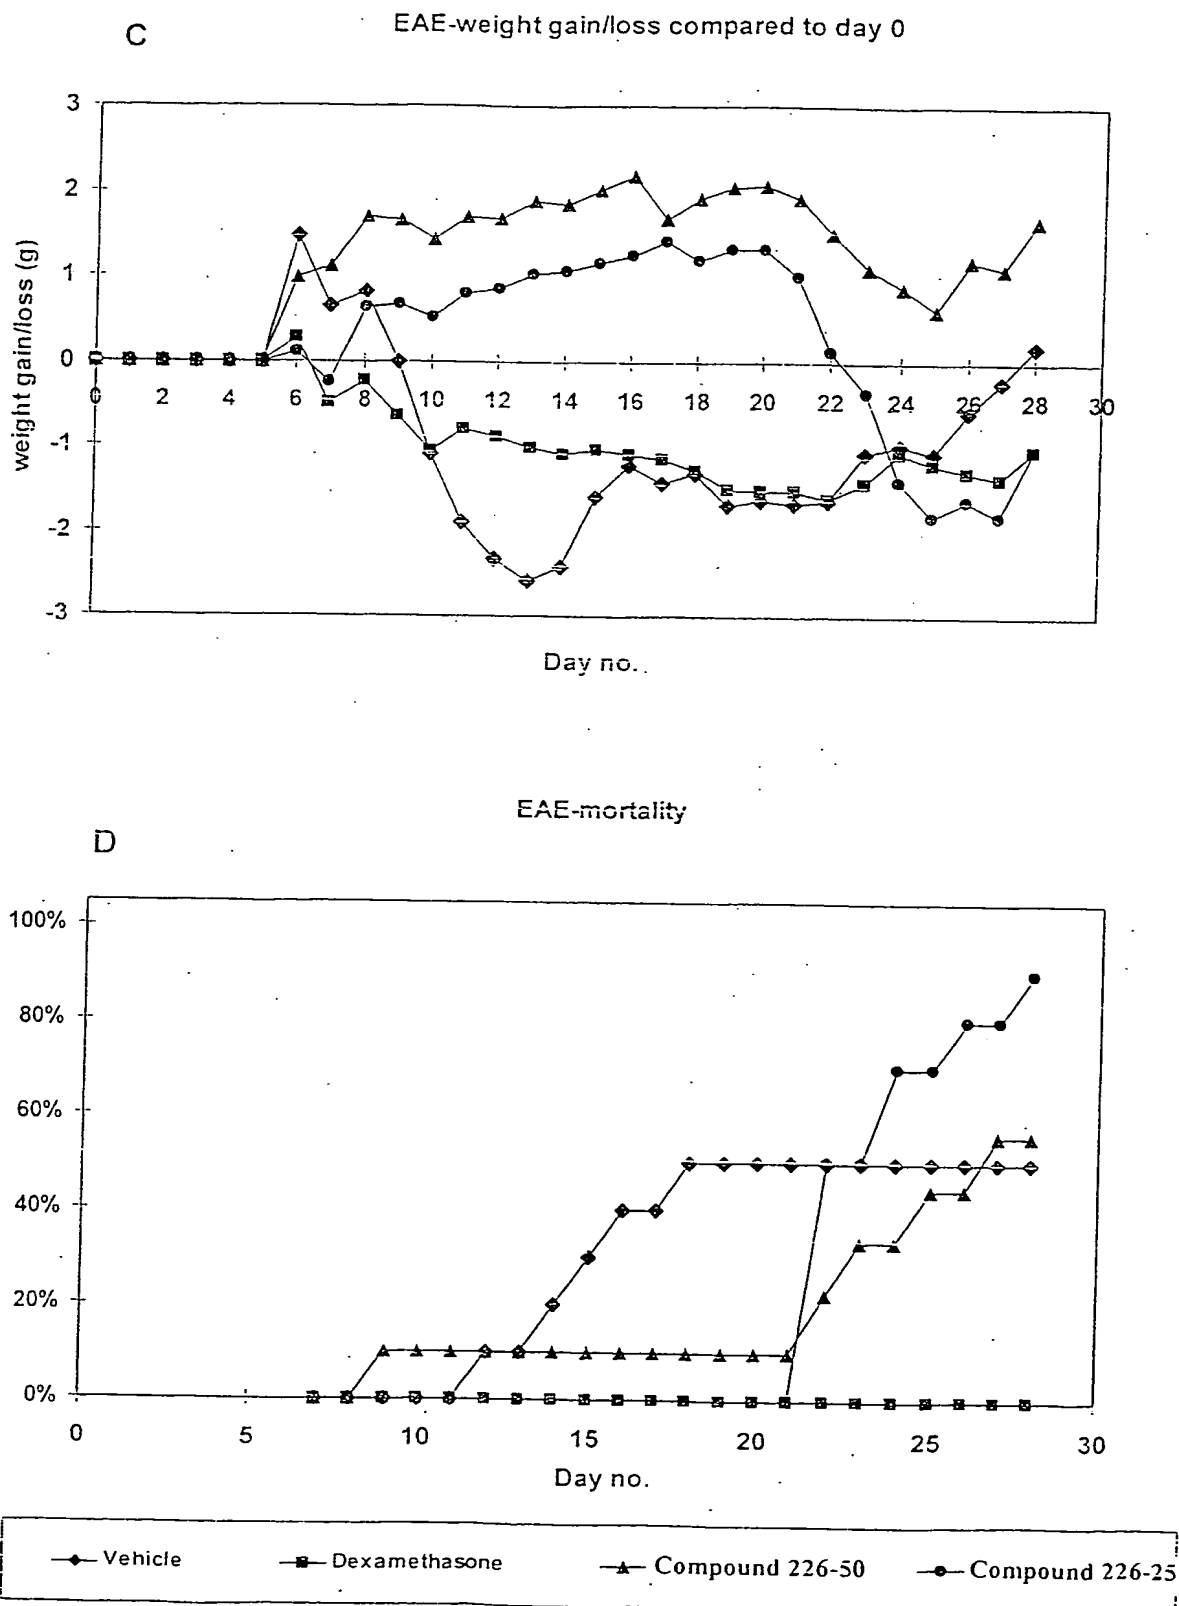 C
EAE-weight gain/loss compared to day 0
3
2
1
0
-1
-2
-3
weight gain/loss (g)
0 2 4 6 8 10 12 14 16 18 20 22 24 26 28 30
Day no.
EAE-mortality
D
100%
80%
60%
40%
20%
0%
0 5 10 15 20 25 30
Day no.
Vehicle Dexamethasone Compound 226-50 Compound 226-25